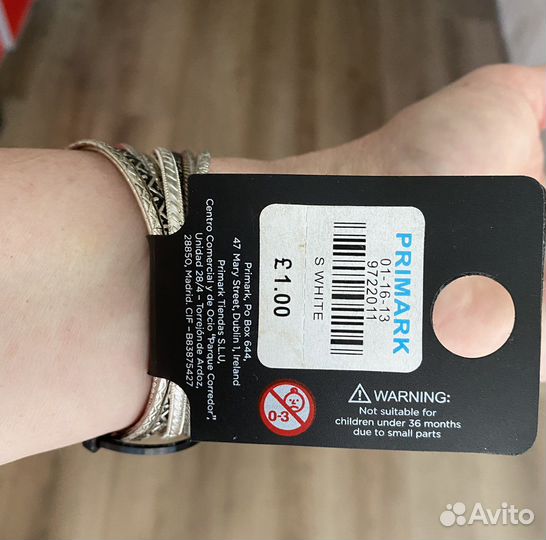 PRIMARK
01-16-13
9722011
S WHITE
£1.00
Primark, Po Box 644,
47 Mary Street, Dublin 1, Ireland
Primark Tiendas S.L.U,
Centro Comercial y de Ocio "Parque Corredor",
Unidad 28/4 - Torrejón de Ardoz,
28850, Madrid. CIF - B83875427
0-3
WARNING:
Not suitable for
children under 36 months
due to small parts
Avito